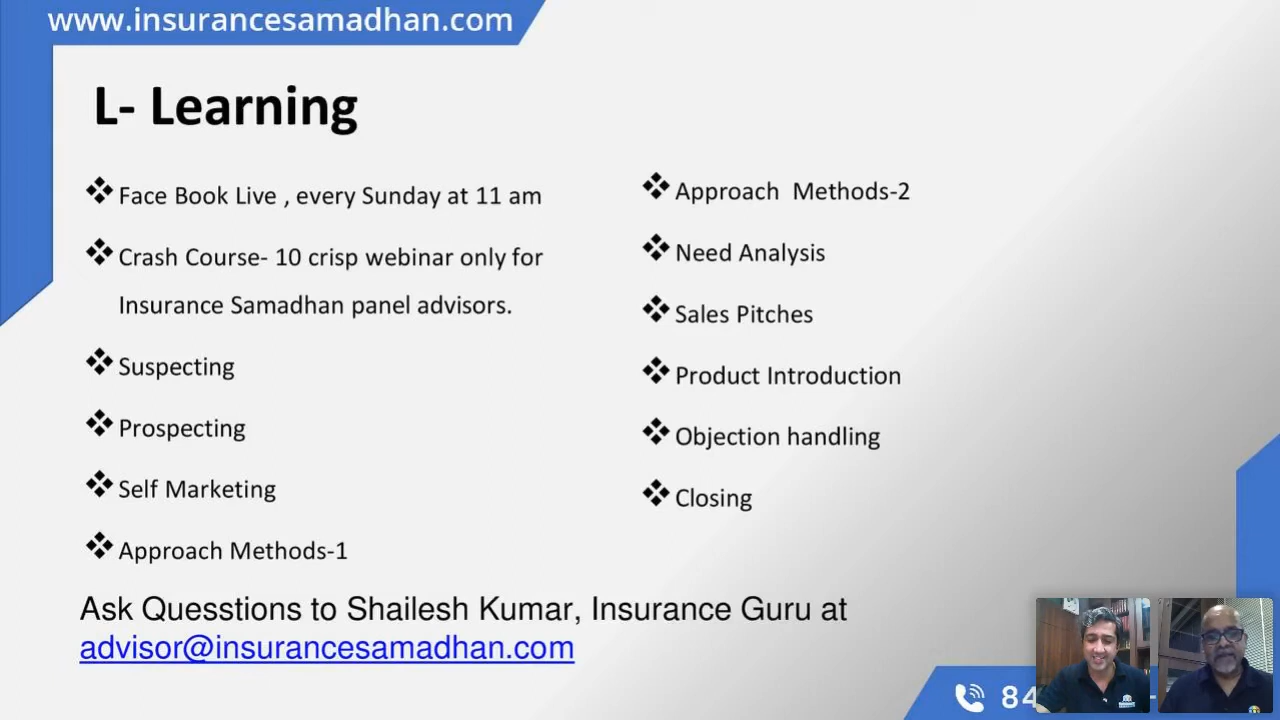 www.insurancesamadhan.com
L- Learning
Face Book Live , every Sunday at 11 am
Crash Course- 10 crisp webinar only for
Insurance Samadhan panel advisors.
Suspecting
Prospecting
Self Marketing
Approach Methods-1
Approach  Methods-2
Need Analysis
Sales Pitches
Product Introduction
Objection handling
Closing
Ask Quesstions to Shailesh Kumar, Insurance Guru at
advisor@insurancesamadhan.com
84